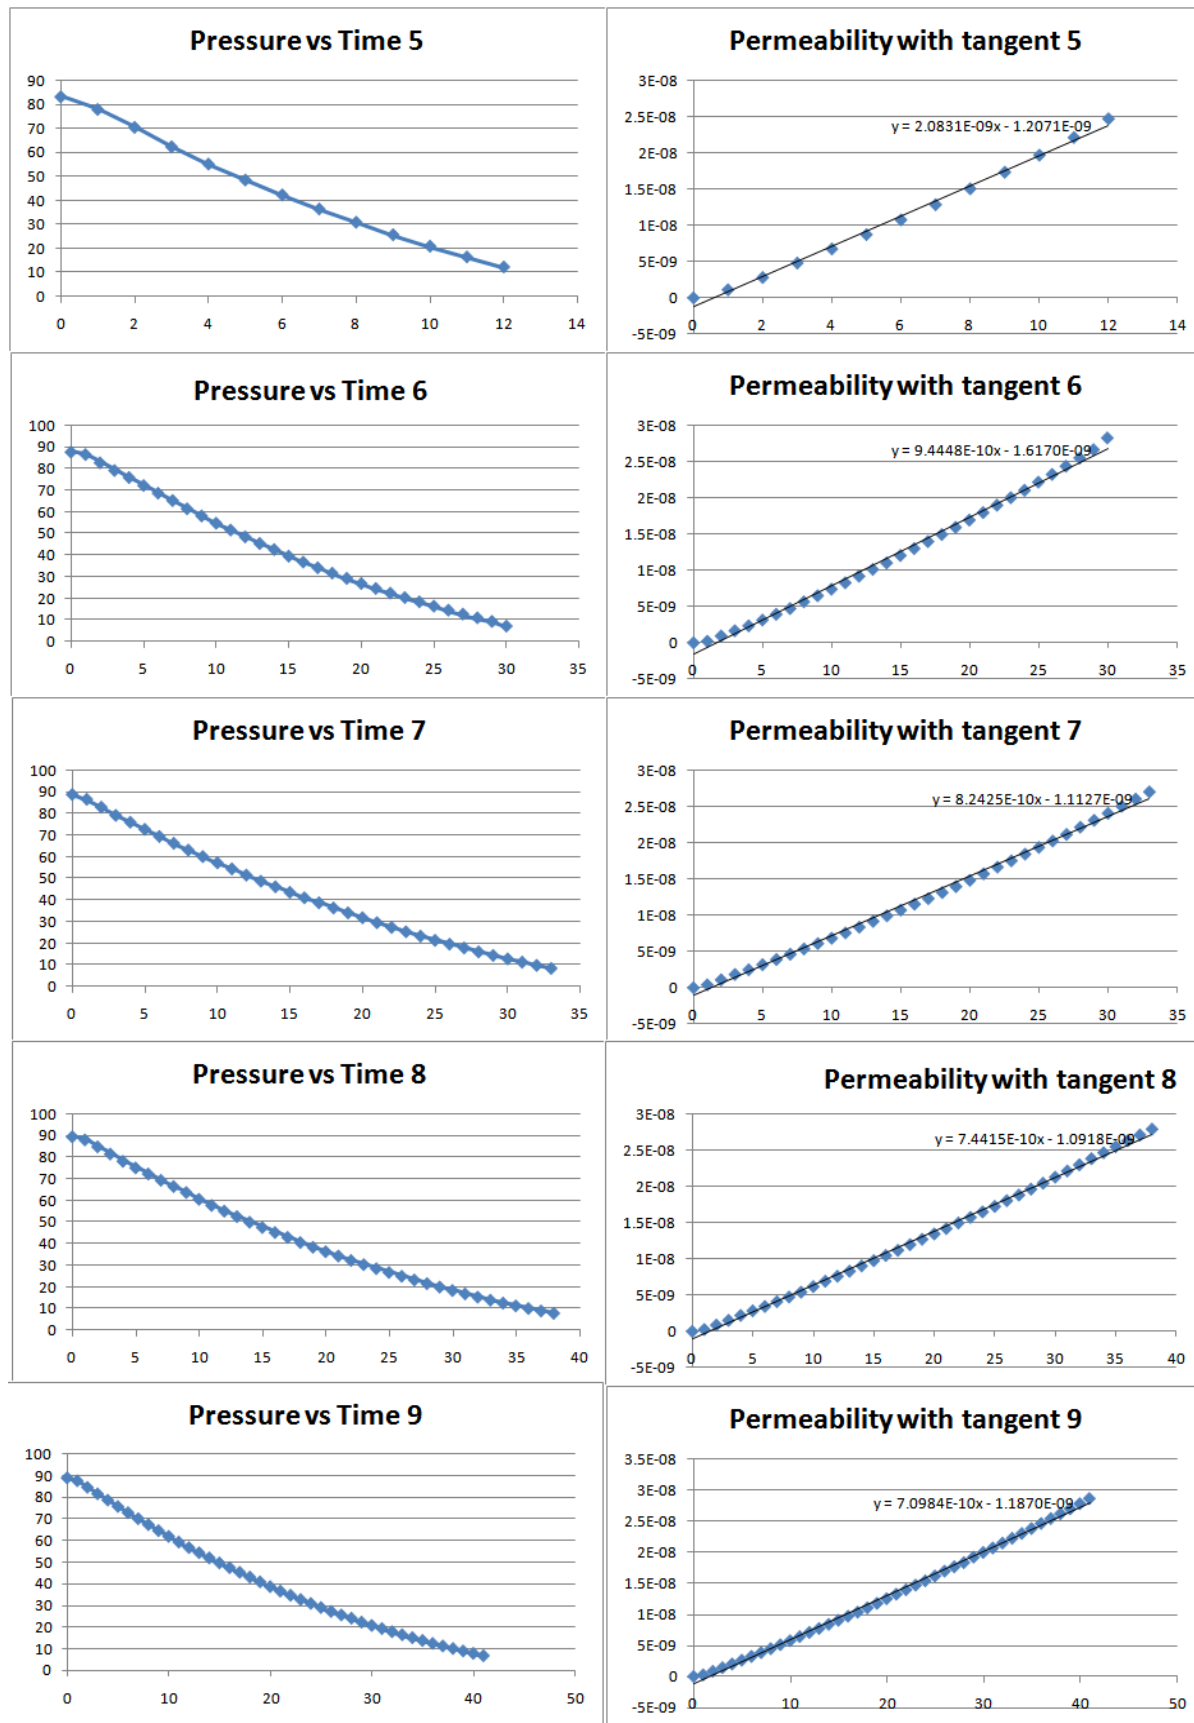 Pressure vs Time 5
90
80
70
60
50
40
30
20
10
0
0 2 4 6 8 10 12 14
Permeability with tangent 5
3E-08
2.5E-08
2E-08
1.5E-08
1E-08
5E-09
0
-5E-09
y = 2.0831E-09x - 1.2071E-09
0 2 4 6 8 10 12 14
Pressure vs Time 6
100
90
80
70
60
50
40
30
20
10
0
0 5 10 15 20 25 30 35
Permeability with tangent 6
3E-08
2.5E-08
2E-08
1.5E-08
1E-08
5E-09
0
-5E-09
y = 9.4448E-10x - 1.6170E-09
0 5 10 15 20 25 30 35
Pressure vs Time 7
100
90
80
70
60
50
40
30
20
10
0
0 5 10 15 20 25 30 35
Permeability with tangent 7
3E-08
2.5E-08
2E-08
1.5E-08
1E-08
5E-09
0
-5E-09
y = 8.2425E-10x - 1.1127E-09
0 5 10 15 20 25 30 35
Pressure vs Time 8
100
90
80
70
60
50
40
30
20
10
0
0 5 10 15 20 25 30 35 40
Permeability with tangent 8
3E-08
2.5E-08
2E-08
1.5E-08
1E-08
5E-09
0
-5E-09
y = 7.4415E-10x - 1.0918E-09
0 5 10 15 20 25 30 35 40
Pressure vs Time 9
100
90
80
70
60
50
40
30
20
10
0
0 10 20 30 40 50
Permeability with tangent 9
3.5E-08
3E-08
2.5E-08
2E-08
1.5E-08
1E-08
5E-09
0
-5E-09
y = 7.0984E-10x - 1.1870E-09
0 10 20 30 40 50